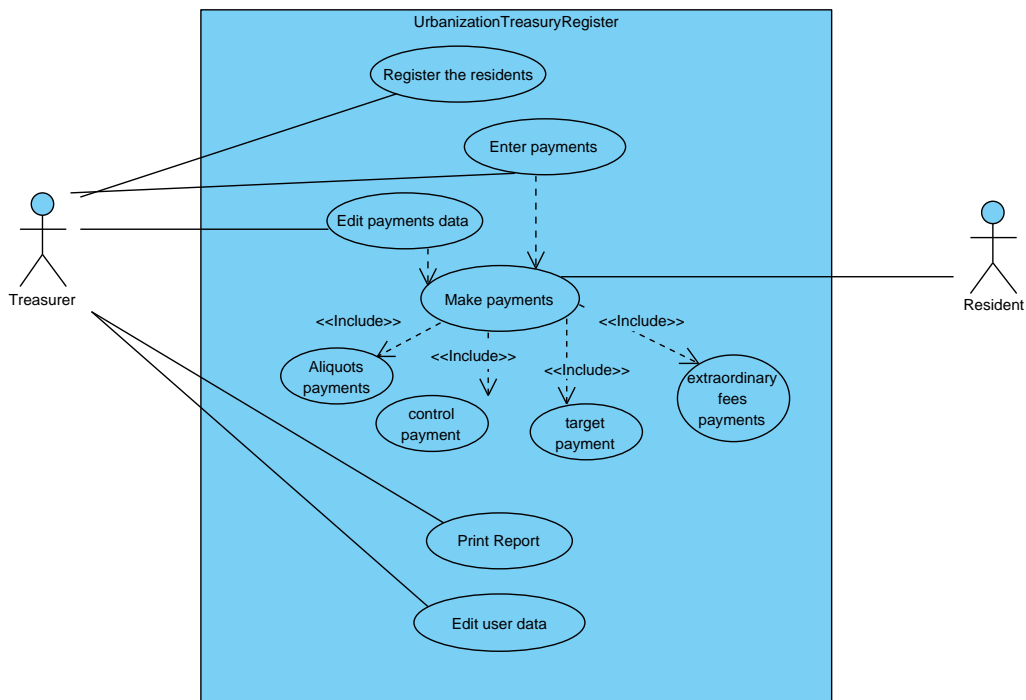 UrbanizationTreasuryRegister
Register the residents
Enter payments
Edit payments data
Treasurer
Make payments
Resident
<<Include>>
<<Include>>
<<Include>>
<<Include>>
Aliquots
payments
control
payment
target
payment
extraordinary
fees
payments
Print Report
Edit user data